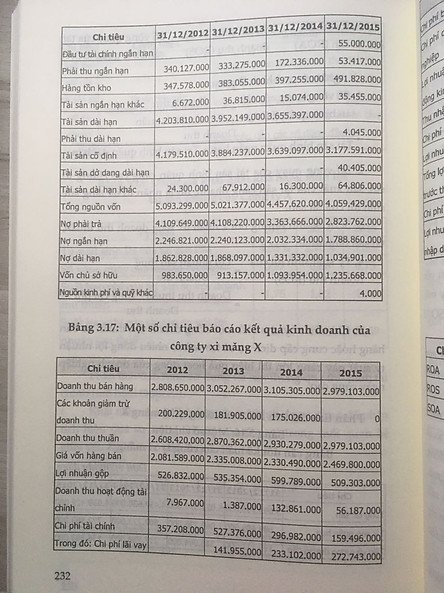 Chỉ tiêu 31/12/2012 31/12/2013 31/12/2014 31/12/2015
Đầu tư tài chính ngắn hạn - - - 55.000.000
Phải thu ngắn hạn 340.127.000 333.275.000 172.336.000 53.417.000
Hàng tồn kho 347.578.000 383.055.000 397.255.000 491.828.000
Tài sản ngắn hạn khác 6.672.000 36.815.000 15.074.000 35.455.000
Tài sản dài hạn 4.203.810.000 3.952.149.000 3.655.397.000 -
Phải thu dài hạn - - - 4.045.000
Tài sản cố định 4.179.510.000 3.884.237.000 3.639.097.000 3.177.591.000
Tài sản dở dang dài hạn - - - 40.405.000
Tài sản dài hạn khác 24.300.000 67.912.000 16.300.000 64.806.000
Tổng nguồn vốn 5.093.299.000 5.021.377.000 4.457.620.000 4.059.429.000
Nợ phải trả 4.109.649.000 4.108.220.000 3.363.666.000 2.823.762.000
Nợ ngắn hạn 2.246.821.000 2.240.123.000 2.032.334.000 1.788.860.000
Nợ dài hạn 1.862.828.000 1.868.097.000 1.331.332.000 1.034.901.000
Vốn chủ sở hữu 983.650.000 913.157.000 1.093.954.000 1.235.668.000
Nguồn kinh phí và quỹ khác - - - 4.000
Bảng 3.17: Một số chỉ tiêu báo cáo kết quả kinh doanh của
công ty xi măng X
Chỉ tiêu 2012 2013 2014 2015
Doanh thu bán hàng 2.808.650.000 3.052.267.000 3.105.305.000 2.979.103.000
Các khoản giảm trừ
doanh thu 200.229.000 181.905.000 175.026.000 0
Doanh thu thuần 2.608.420.000 2.870.362.000 2.930.279.000 2.979.103.000
Giá vốn hàng bán 2.081.589.000 2.335.008.000 2.330.490.000 2.469.800.000
Lợi nhuận gộp 526.832.000 535.354.000 599.789.000 509.303.000
Doanh thu hoạt động tài
chính 7.967.000 1.387.000 132.861.000 56.187.000
Chi phí tài chính 357.208.000 527.376.000 296.982.000 159.496.000
Trong đó: Chi phí lãi vay 141.955.000 233.102.000 272.743.000
232
ROA
ROS
SOA